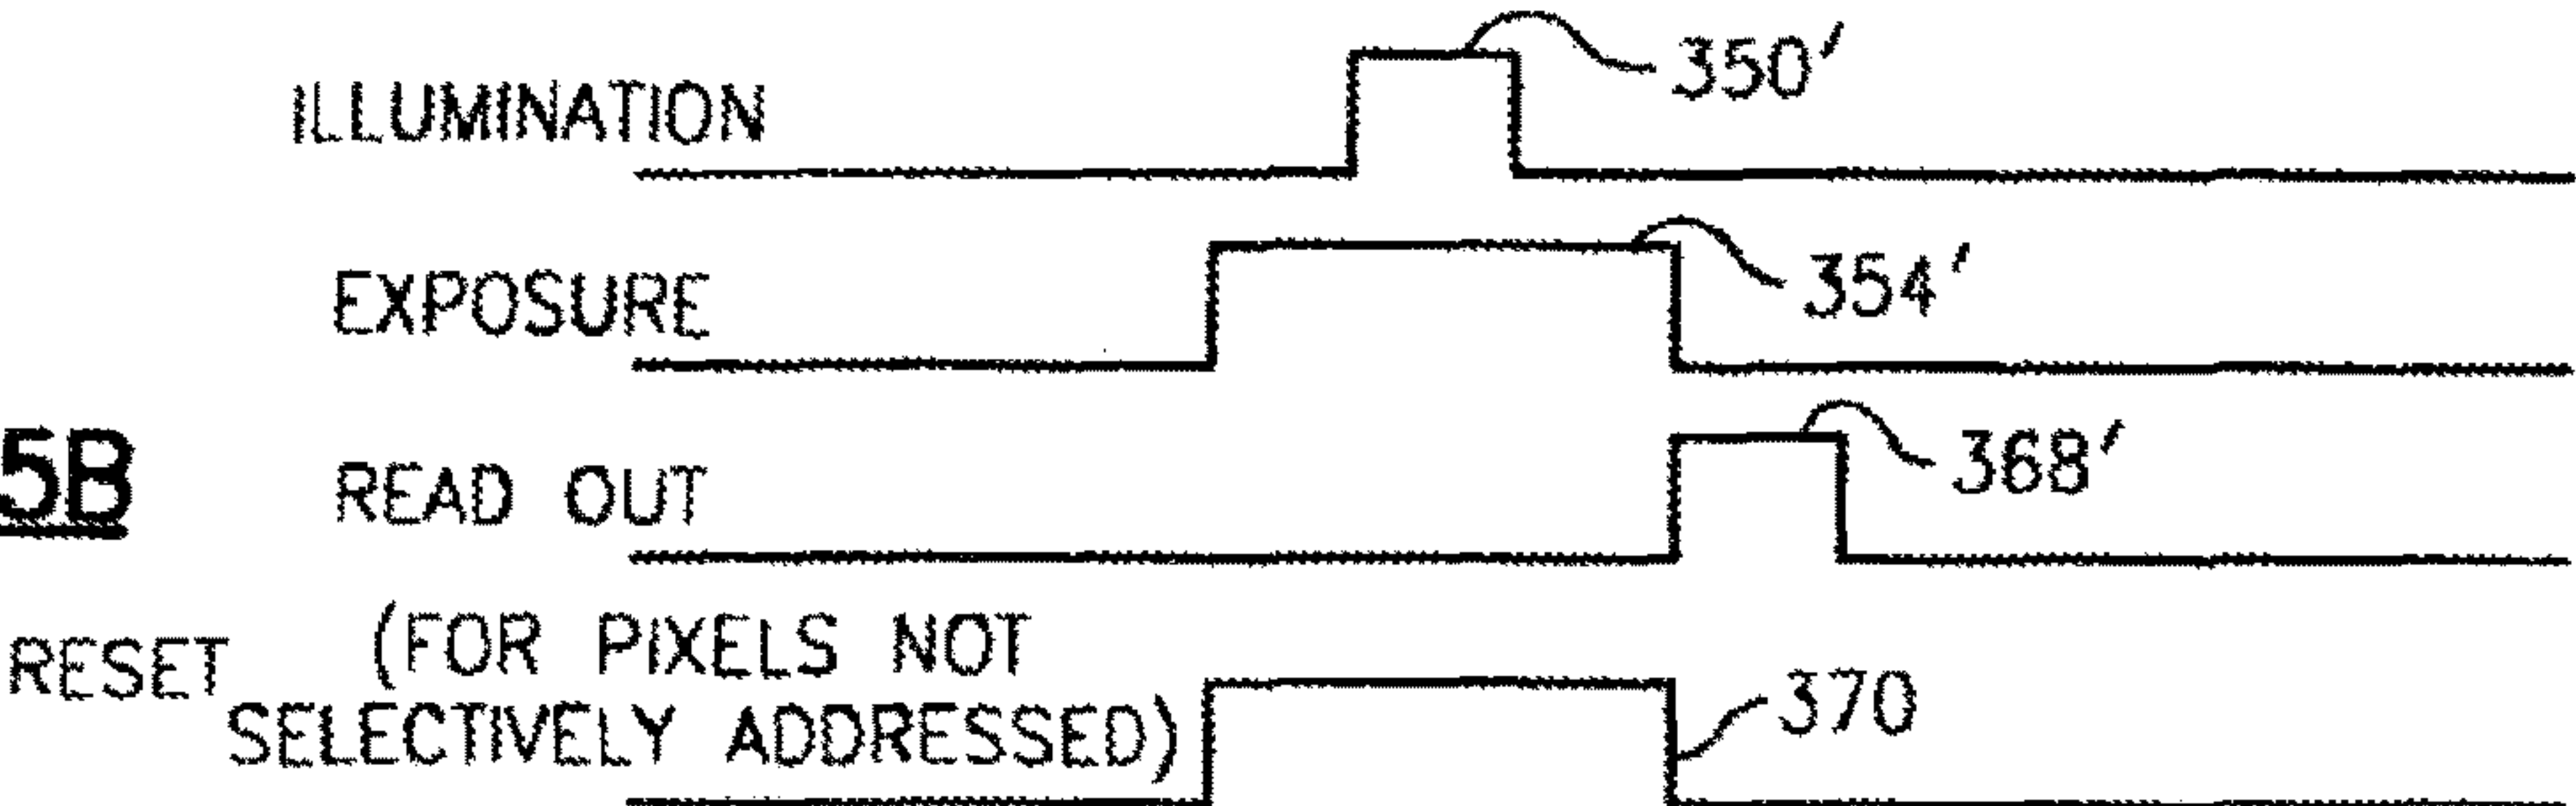 ILLUMINATION
350'
EXPOSURE
354'
5B
READ OUT
368'
RESET (FOR PIXELS NOT
SELECTIVELY ADDRESSED)
370